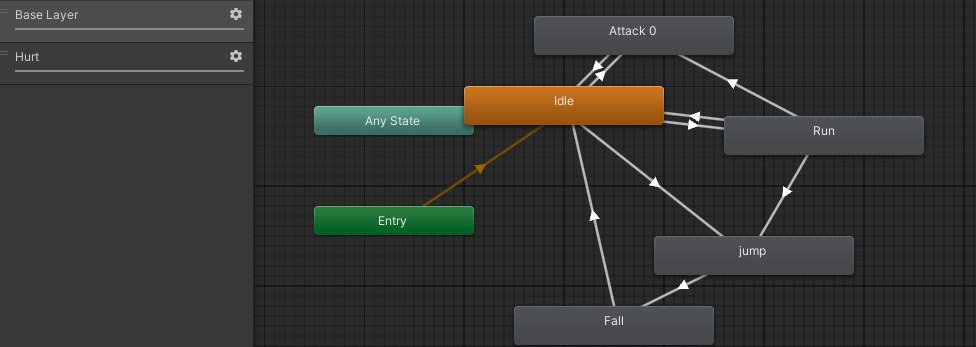 Base Layer
Hurt
Attack 0
Idle
Any State
Run
Entry
jump
Fall